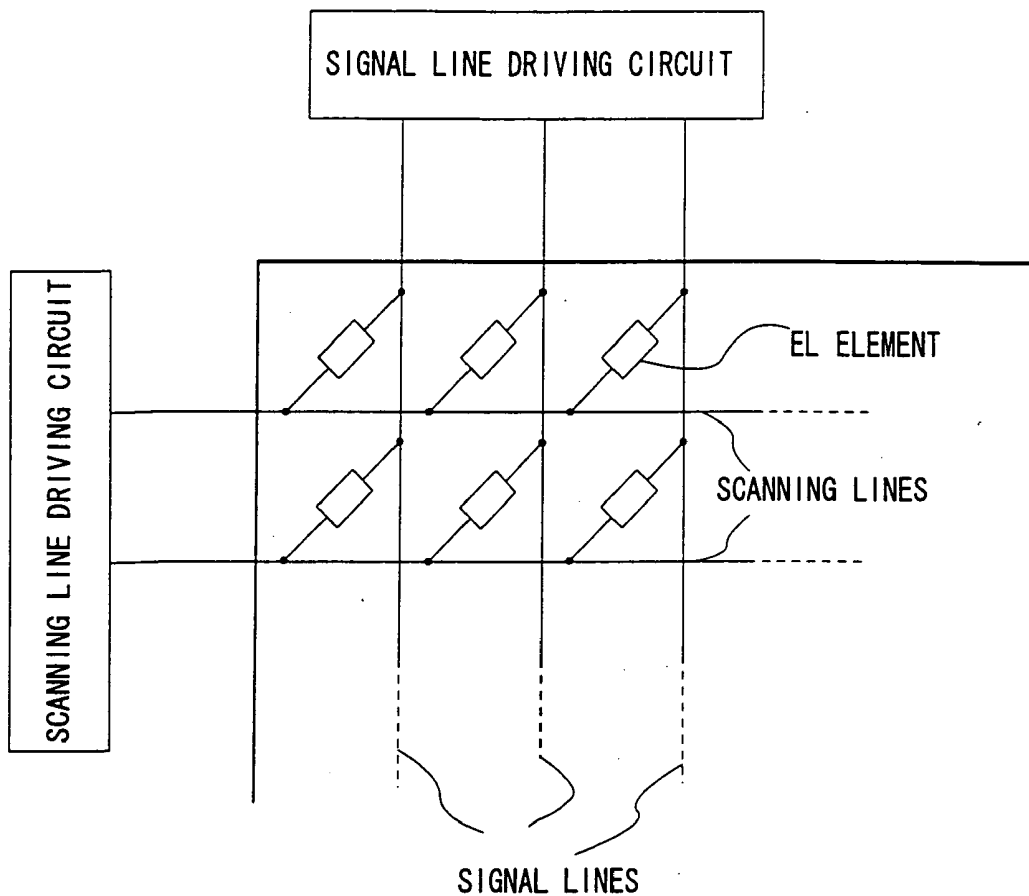 SIGNAL LINE DRIVING CIRCUIT
SCANNING LINE DRIVING CIRCUIT
EL ELEMENT
SCANNING LINES
SIGNAL LINES